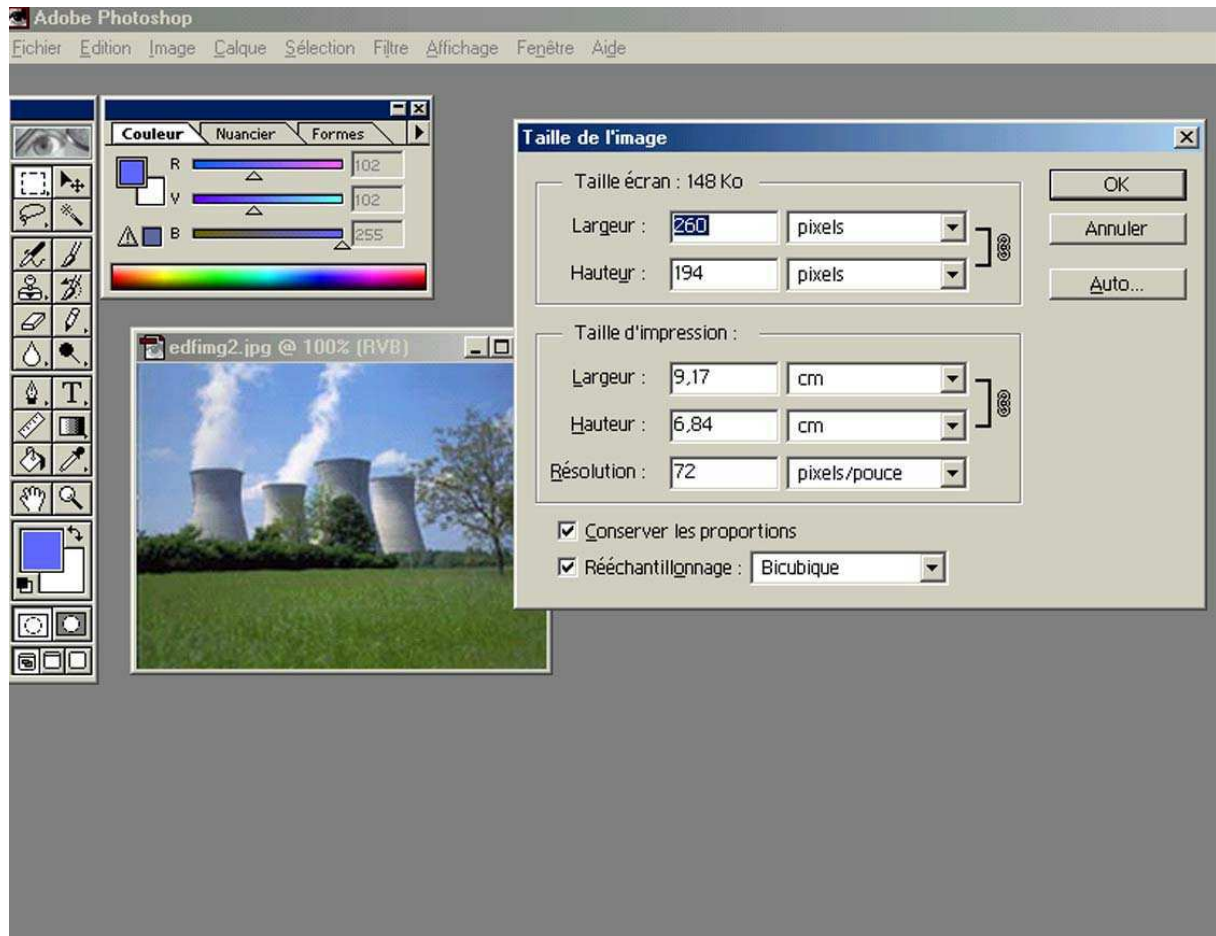 Adobe Photoshop
Fichier Edition Image Calque Sélection Filtre Affichage Fenêtre Aide
Couleur Nuancier Formes
R 102
V 102
B 255
T
edfimg2.jpg @ 100% (RVB)
Taille de l'image
Taille écran : 148 Ko
Largeur : 260 pixels
Hauteur : 194 pixels
Taille d'impression :
Largeur : 9,17 cm
Hauteur : 6,84 cm
Résolution : 72 pixels/pouce
Conserver les proportions
Rééchantillonnage : Bicubique
OK
Annuler
Auto...